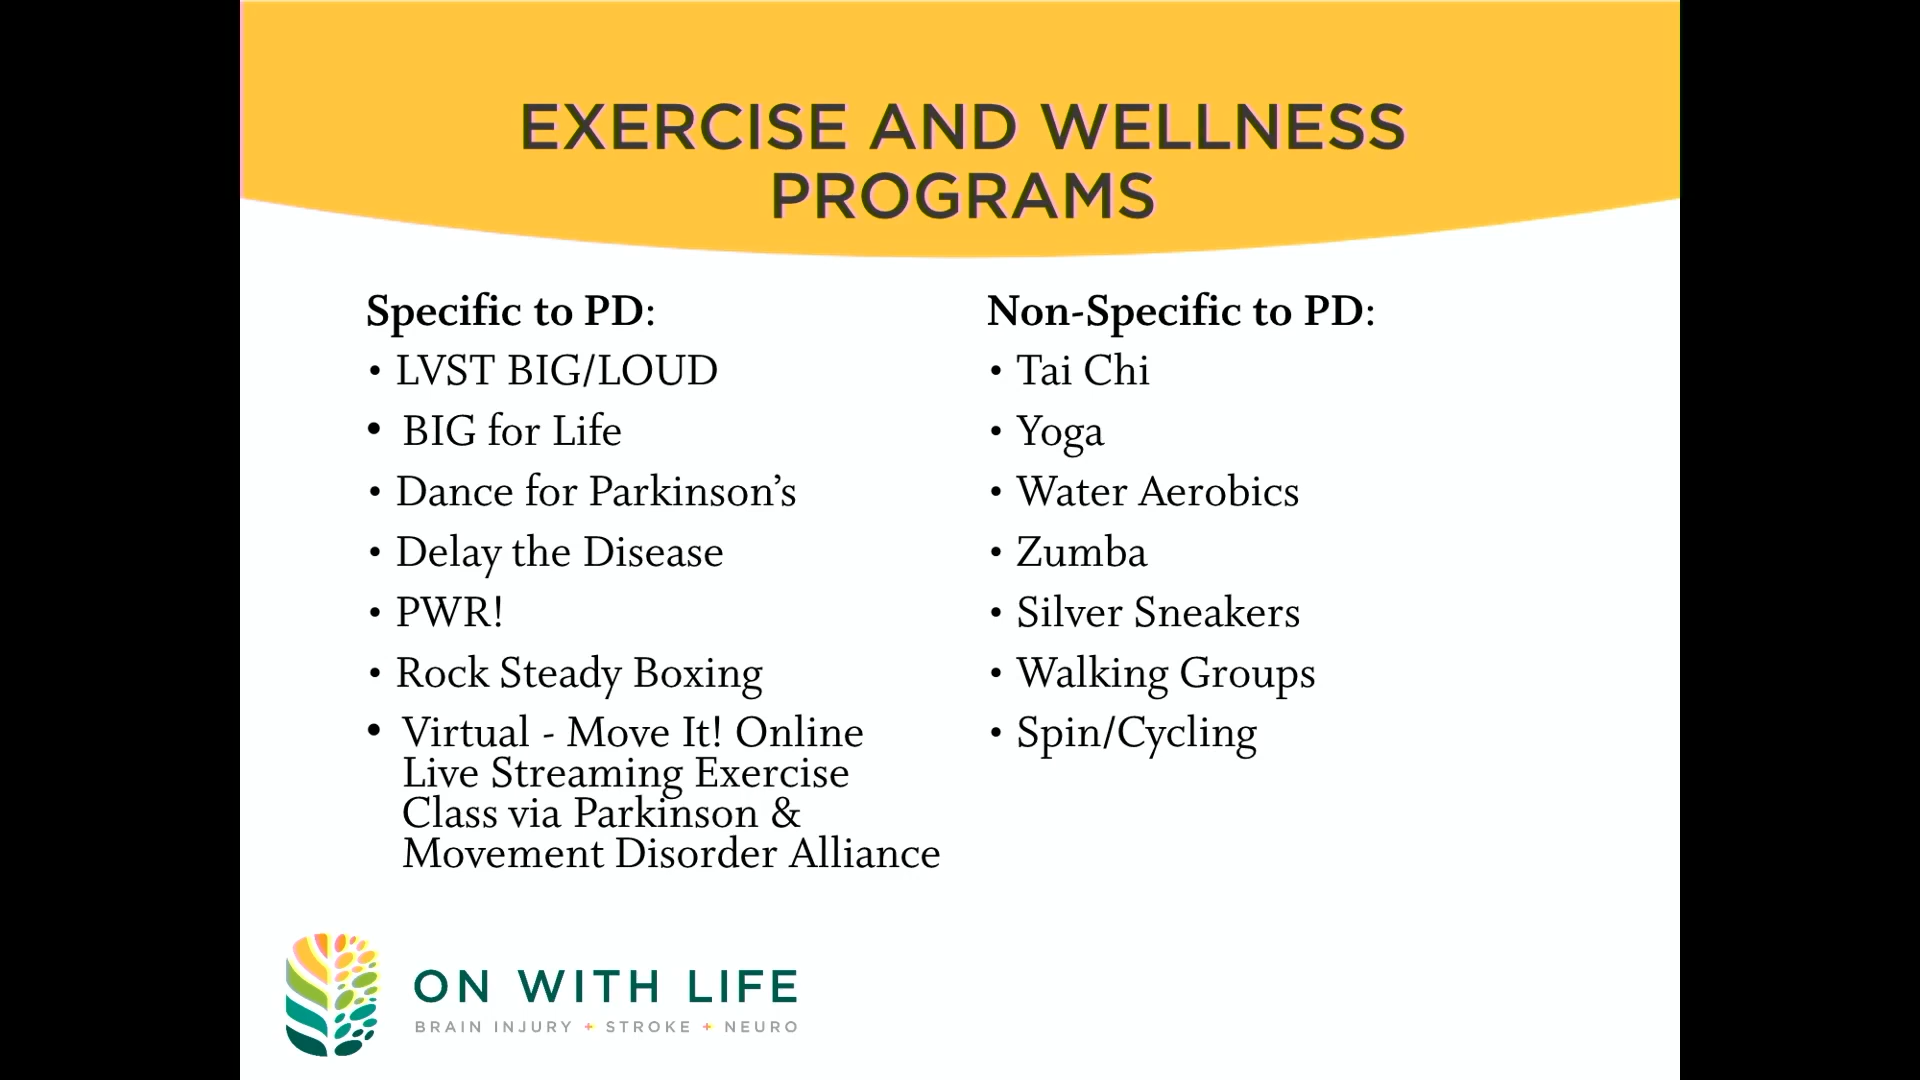 EXERCISE AND WELLNESS
PROGRAMS
Specific to PD:
• LVST BIG/LOUD
• BIG for Life
• Dance for Parkinson’s
• Delay the Disease
• PWR!
• Rock Steady Boxing
• Virtual - Move It! Online
Live Streaming Exercise
Class via Parkinson &
Movement Disorder Alliance
Non-Specific to PD:
• Tai Chi
• Yoga
• Water Aerobics
• Zumba
• Silver Sneakers
• Walking Groups
• Spin/Cycling
ON WITH LIFE
BRAIN INJURY + STROKE + NEURO